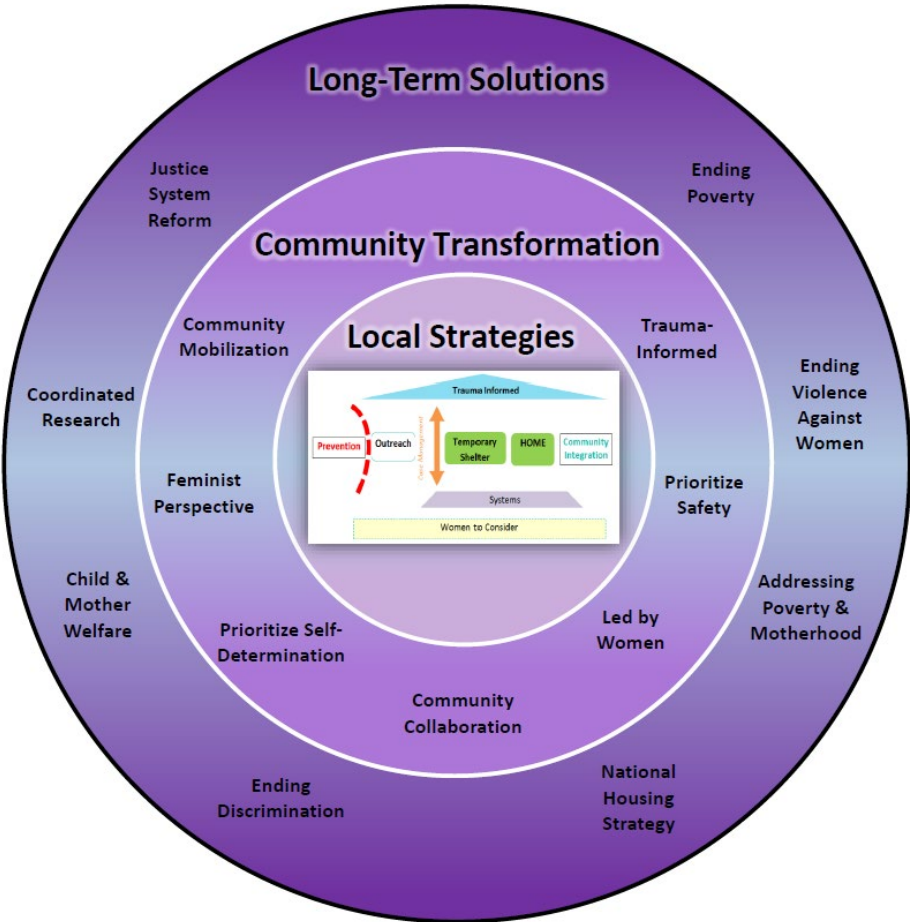 Long-Term Solutions
Justice
System
Reform
Ending
Poverty
Community Transformation
Community
Mobilization
Trauma-
Informed
Local Strategies
Coordinated
Research
Ending
Violence
Against
Women
Trauma Informed
Prevention
Outreach
Case Management
Temporary
Shelter
HOME
Community
Integration
Systems
Women to Consider
Feminist
Perspective
Prioritize
Safety
Child &
Mother
Welfare
Addressing
Poverty &
Motherhood
Prioritize Self-
Determination
Led by
Women
Community
Collaboration
Ending
Discrimination
National
Housing
Strategy